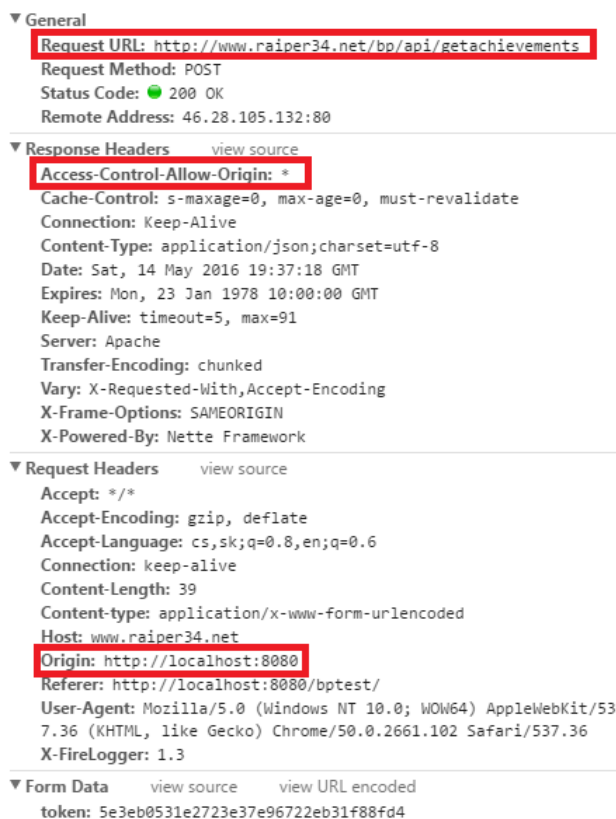 General
Request URL: http://www.raiper34.net/bp/api/getachievements
Request Method: POST
Status Code: 200 OK
Remote Address: 46.28.105.132:80
Response Headers view source
Access-Control-Allow-Origin: *
Cache-Control: s-maxage=0, max-age=0, must-revalidate
Connection: Keep-Alive
Content-Type: application/json;charset=utf-8
Date: Sat, 14 May 2016 19:37:18 GMT
Expires: Mon, 23 Jan 1978 10:00:00 GMT
Keep-Alive: timeout=5, max=91
Server: Apache
Transfer-Encoding: chunked
Vary: X-Requested-With,Accept-Encoding
X-Frame-Options: SAMEORIGIN
X-Powered-By: Nette Framework
Request Headers view source
Accept: */*
Accept-Encoding: gzip, deflate
Accept-Language: cs,sk;q=0.8,en;q=0.6
Connection: keep-alive
Content-Length: 39
Content-type: application/x-www-form-urlencoded
Host: www.raiper34.net
Origin: http://localhost:8080
Referer: http://localhost:8080/bptest/
User-Agent: Mozilla/5.0 (Windows NT 10.0; WOW64) AppleWebKit/53
7.36 (KHTML, like Gecko) Chrome/50.0.2661.102 Safari/537.36
X-FireLogger: 1.3
Form Data view source view URL encoded
token: 5e3eb0531e2723e37e96722eb31f88fd4